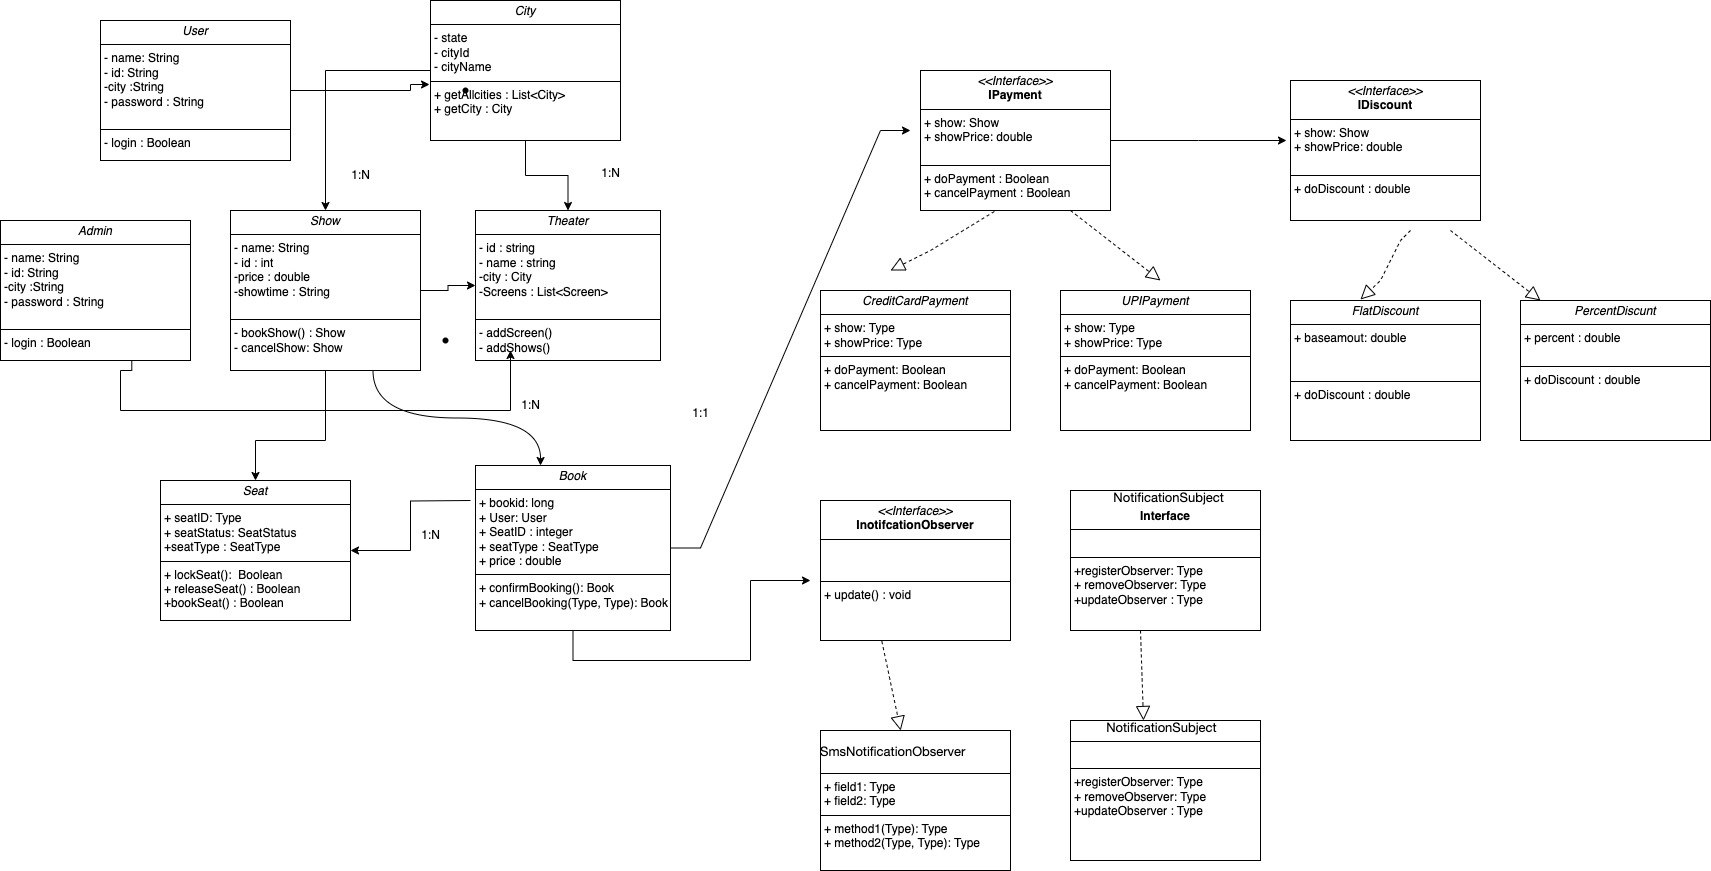 User
- name: String
- id: String
-city :String
- password : String
- login : Boolean
City
- state
- cityId
- cityName
+ getAllcities : List<City>
+ getCity : City
1:N
1:N
Admin
- name: String
- id: String
-city :String
- password : String
- login : Boolean
Show
- name: String
- id : int
-price : double
-showtime : String
- bookShow() : Show
- cancelShow: Show
Theater
- id : string
- name : string
-city : City
-Screens : List<Screen>
- addScreen()
- addShows()
1:N
1:1
<<Interface>>
IPayment
+ show: Show
+ showPrice: double
+ doPayment : Boolean
+ cancelPayment : Boolean
<<Interface>>
IDiscount
+ show: Show
+ showPrice: double
+ doDiscount : double
CreditCardPayment
+ show: Type
+ showPrice: Type
+ doPayment: Boolean
+ cancelPayment: Boolean
UPIPayment
+ show: Type
+ showPrice: Type
+ doPayment: Boolean
+ cancelPayment: Boolean
FlatDiscount
+ baseamout: double
+ doDiscount : double
PercentDiscunt
+ percent : double
+ doDiscount : double
Seat
+ seatID: Type
+ seatStatus: SeatStatus
+seatType : SeatType
+ lockSeat():  Boolean
+ releaseSeat() : Boolean
+bookSeat() : Boolean
1:N
Book
+ bookid: long
+ User: User
+ SeatID : integer
+ seatType : SeatType
+ price : double
+ confirmBooking(): Book
+ cancelBooking(Type, Type): Book
<<Interface>>
InotifcationObserver
+ update() : void
NotificationSubject
Interface
+registerObserver: Type
+ removeObserver: Type
+updateObserver : Type
SmsNotificationObserver
+ field1: Type
+ field2: Type
+ method1(Type): Type
+ method2(Type, Type): Type
NotificationSubject
+registerObserver: Type
+ removeObserver: Type
+updateObserver : Type